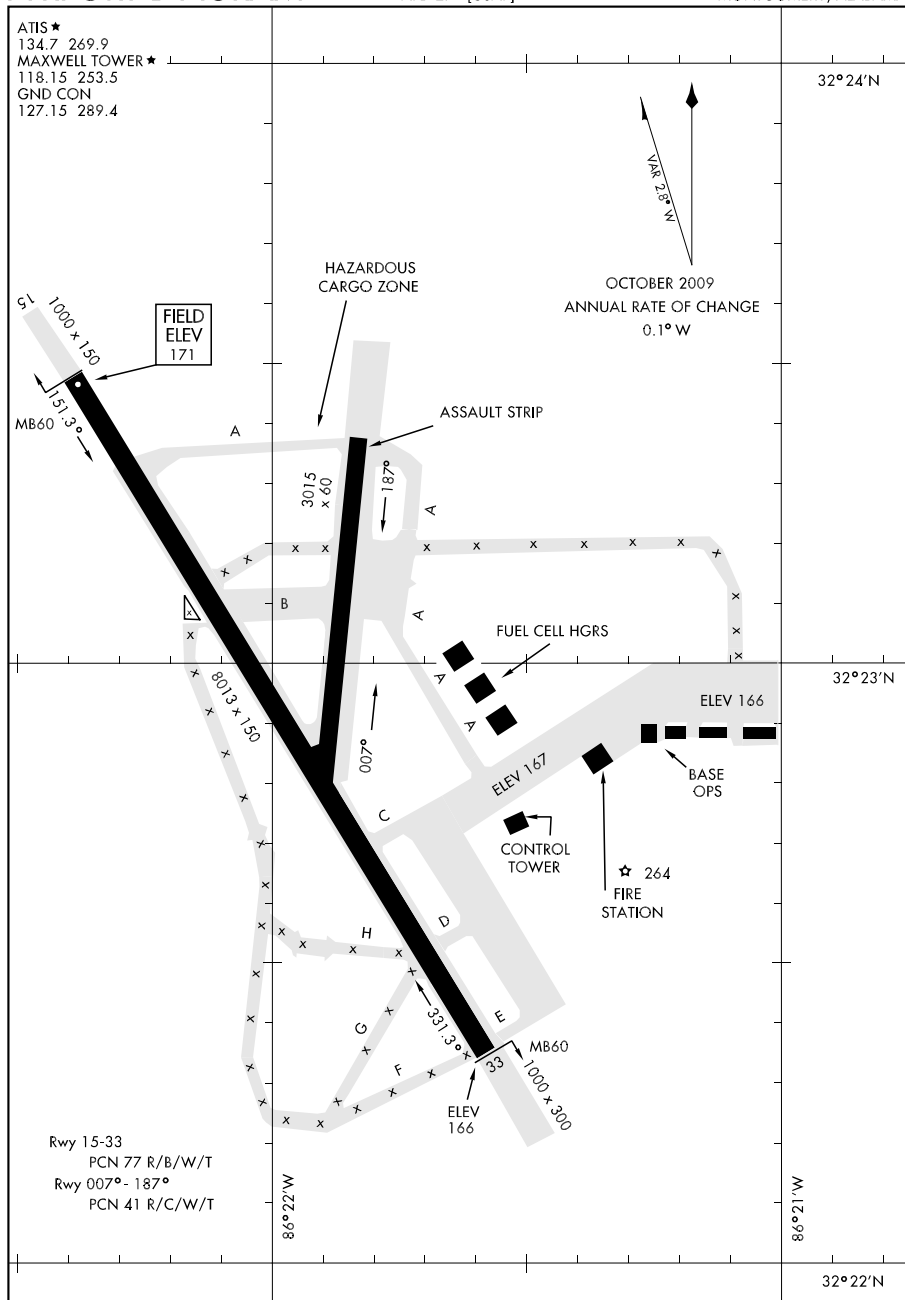 ATIS ★
134.7 269.9
MAXWELL TOWER ★
118.15 253.5
GND CON
127.15 289.4
32°24'N
VAR 2.8° W
OCTOBER 2009
ANNUAL RATE OF CHANGE
0.1° W
HAZARDOUS
CARGO ZONE
15
1000 x 150
FIELD
ELEV
171
151.3°
MB60
A
ASSAULT STRIP
3015
x 60
187°
A
B
A
FUEL CELL HGRS
A
A
32°23'N
8013 x 150
ELEV 166
007°
ELEV 167
BASE
OPS
C
CONTROL
TOWER
264
FIRE
STATION
D
H
G
331.3°
E
F
MB60
33
1000 x 300
ELEV
166
Rwy 15-33
PCN 77 R/B/W/T
Rwy 007°- 187°
PCN 41 R/C/W/T
86°22'W
86°21'W
32°22'N